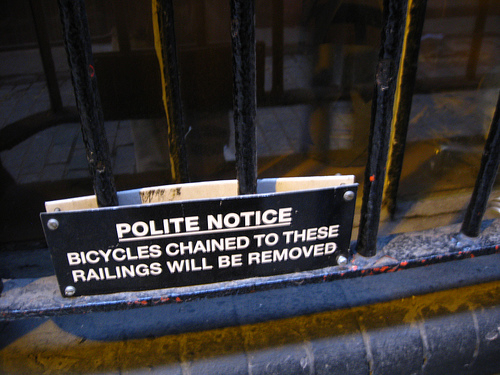 POLITE NOTICE
BICYCLES CHAINED TO THESE
RAILINGS WILL BE REMOVED